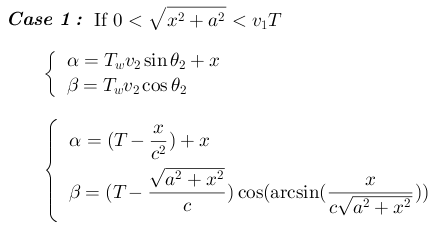 Case 1 : If 0 < √(x² + a²) < v₁T
{ α = T_w v₂ sin θ₂ + x
β = T_w v₂ cos θ₂
{ α = (T − x/c²) + x
β = (T − √(a² + x²)/c) cos(arcsin(x/(c√(a² + x²))))